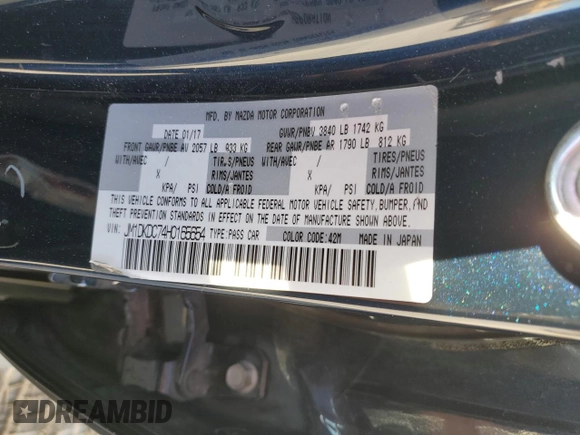 MFD. BY MAZDA MOTOR CORPORATION
DATE 01/17 GVWR/PNBV 3840 LB 1742 KG
FRONT GAWR/PNBE AV 2057 LB 933 KG REAR GAWR/PNBE AR 1790 LB 812 KG
WITH/AVEC / TIRES/PNEUS WITH/AVEC / TIRES/PNEUS
X RIMS/JANTES X RIMS/JANTES
KPA/ PSI COLD/A FROID KPA/ PSI COLD/A FROID
THIS VEHICLE CONFORMS TO ALL APPLICABLE FEDERAL MOTOR VEHICLE SAFETY, BUMPER, AND
THEFT PREVENTION STANDARDS IN EFFECT ON THE DATE OF MANUFACTURE SHOWN ABOVE.
JM1DKDC74H0165654 TYPE:PASS CAR COLOR CODE:42M MADE IN JAPAN
DREAMBID